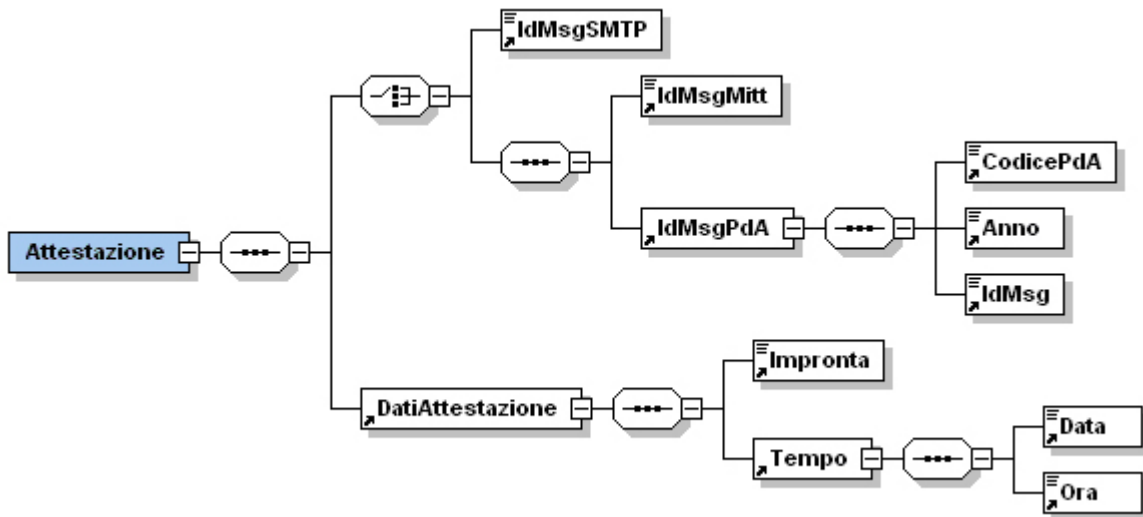 IdMsgSMTP
IdMsgMitt
CodicePdA
IdMsgPdA
Anno
Attestazione
IdMsg
Impronta
DatiAttestazione
Data
Tempo
Ora